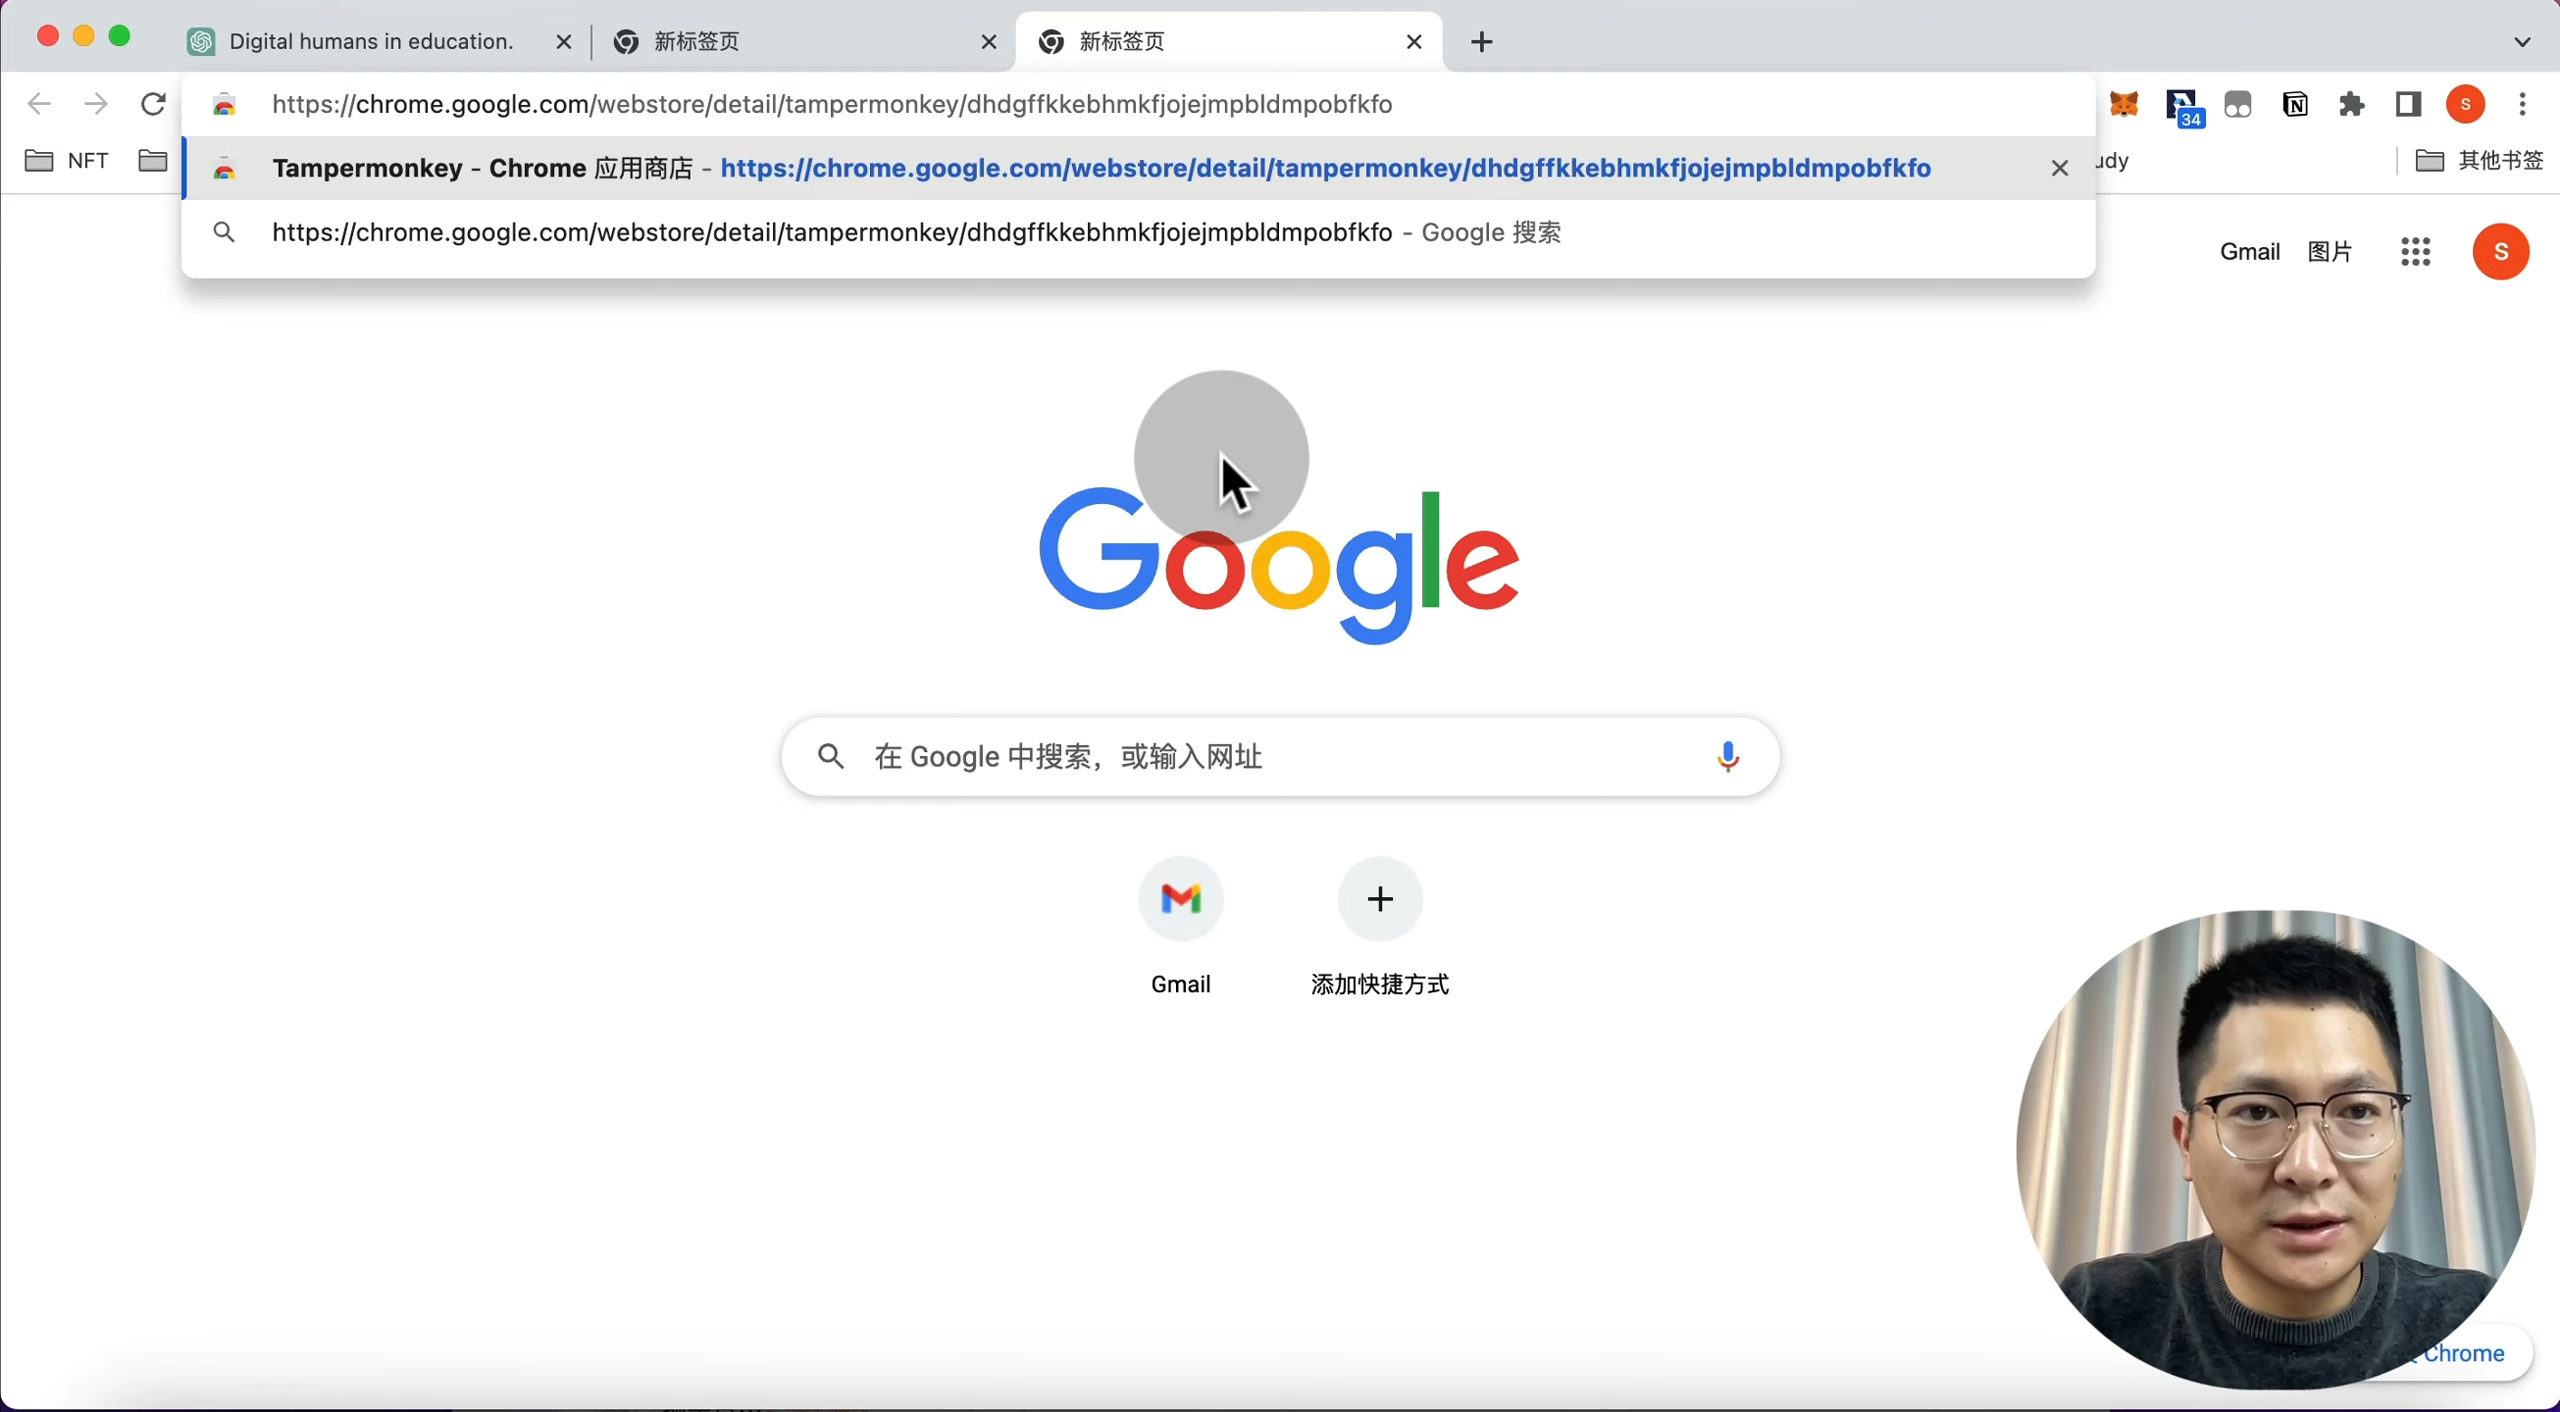 Digital humans in education.
新标签页
新标签页
https://chrome.google.com/webstore/detail/tampermonkey/dhdgffkkebhmkfjojejmpbldmpobfkfo
34
S
NFT
Tampermonkey - Chrome 应用商店 - https://chrome.google.com/webstore/detail/tampermonkey/dhdgffkkebhmkfjojejmpbldmpobfkfo
udy
其他书签
https://chrome.google.com/webstore/detail/tampermonkey/dhdgffkkebhmkfjojejmpbldmpobfkfo - Google 搜索
Gmail
图片
S
Google
在 Google 中搜索，或输入网址
Gmail
添加快捷方式
Chrome